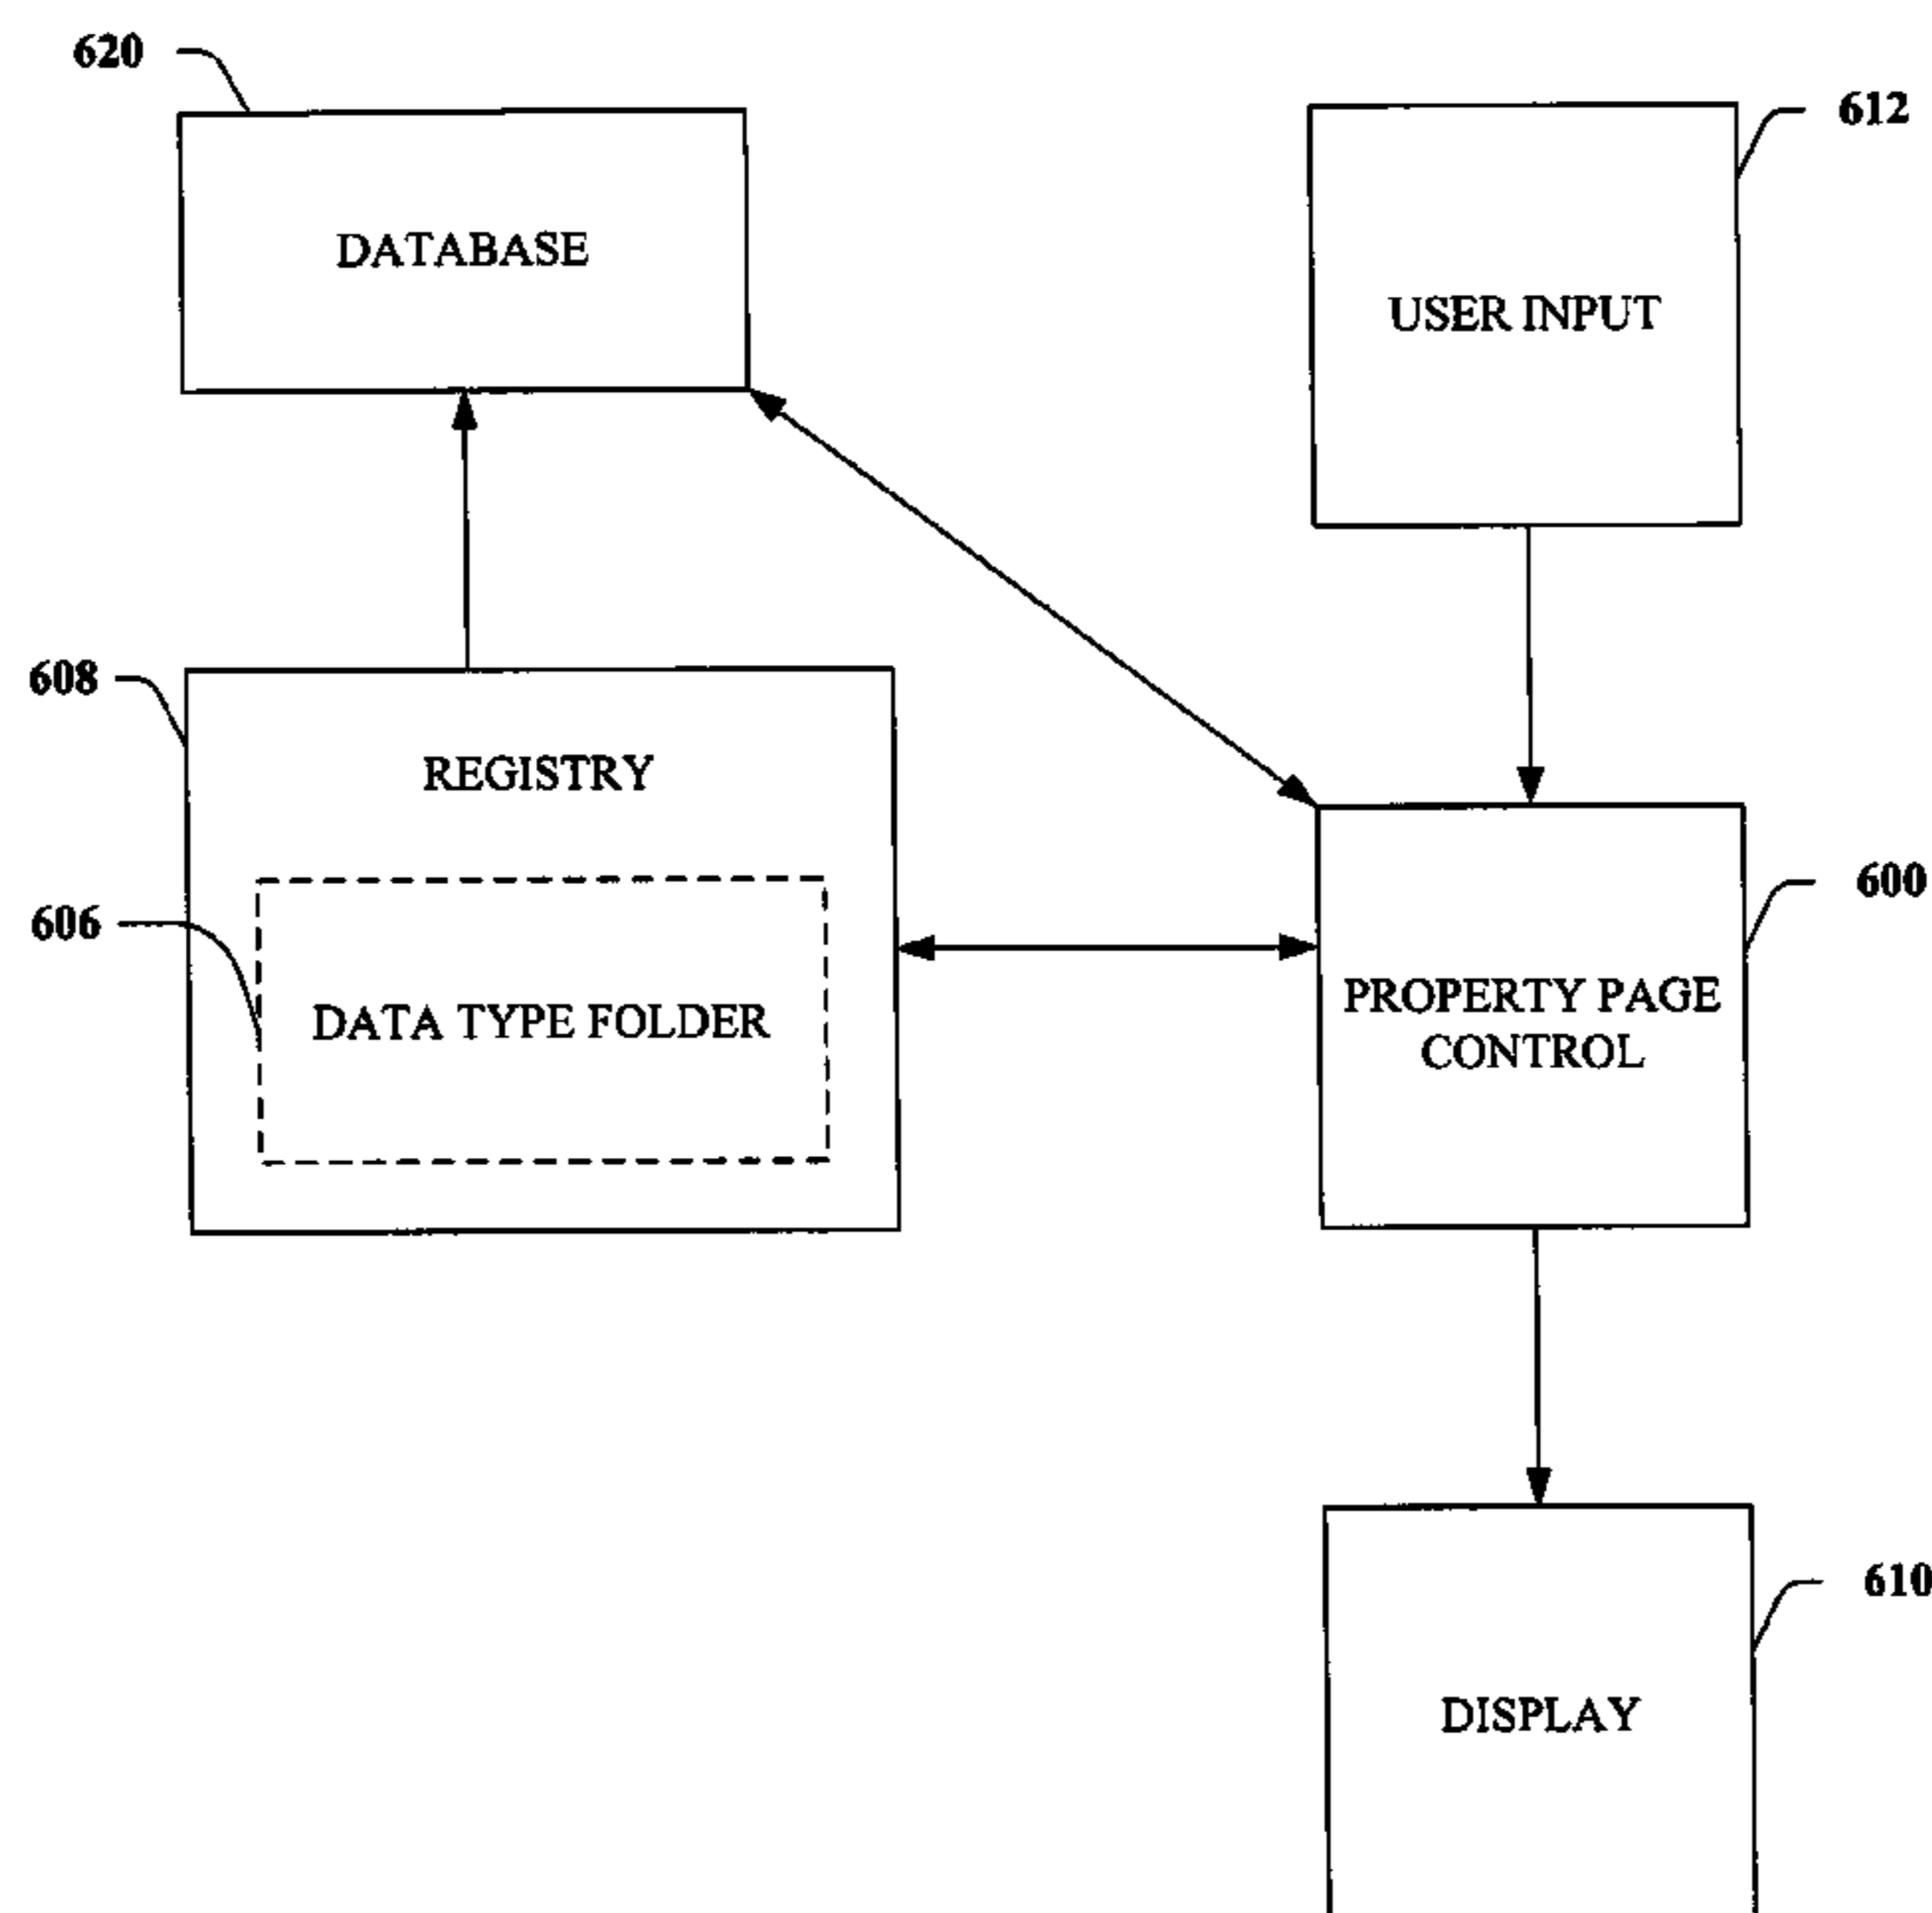 620
612
DATABASE
USER INPUT
608
REGISTRY
600
606
DATA TYPE FOLDER
PROPERTY PAGE
CONTROL
610
DISPLAY